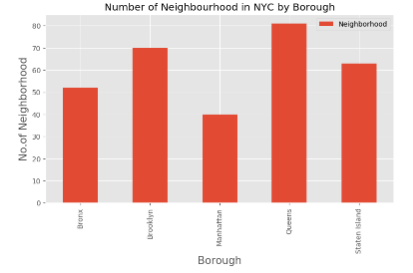 Number of Neighbourhood in NYC by Borough
Neighborhood
No.of Neighborhood
80
70
60
50
40
30
20
10
0
Bronx
Brooklyn
Manhattan
Queens
Staten Island
Borough